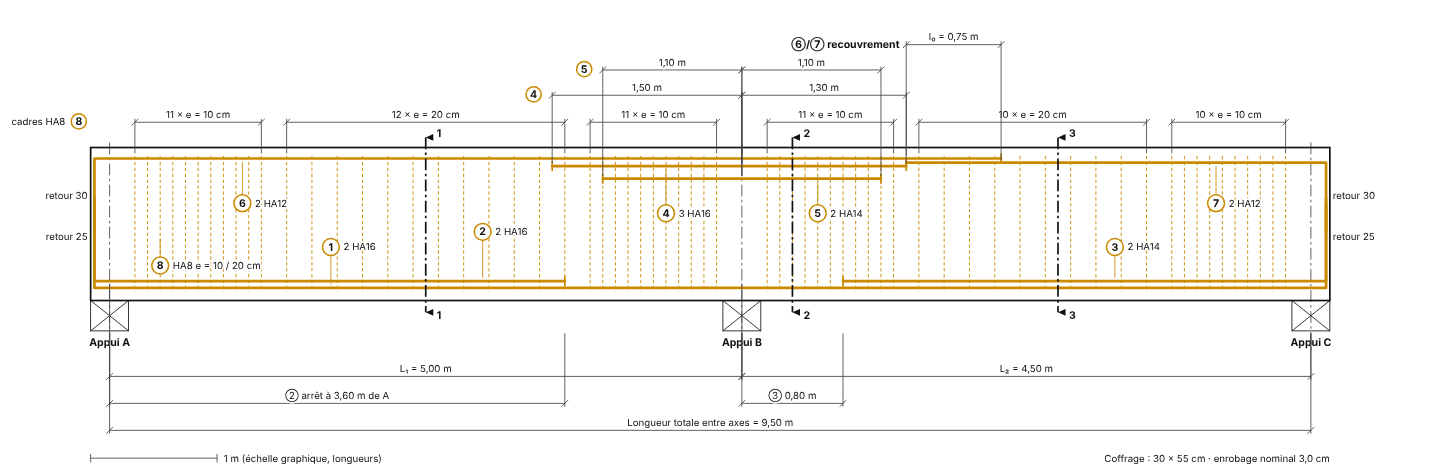 ⑥/⑦ recouvrement
l₀ = 0,75 m
⑤
1,10 m
1,10 m
④
1,50 m
1,30 m
cadres HA8 ⑧
11 × e = 10 cm
12 × e = 20 cm
11 × e = 10 cm
11 × e = 10 cm
10 × e = 20 cm
10 × e = 10 cm
1
2
3
retour 30
⑥ 2 HA12
④ 3 HA16
⑤ 2 HA14
⑦ 2 HA12
retour 30
retour 25
① 2 HA16
② 2 HA16
③ 2 HA14
retour 25
⑧ HA8 e = 10 / 20 cm
1
2
3
Appui A
Appui B
Appui C
L₁ = 5,00 m
L₂ = 4,50 m
② arrêt à 3,60 m de A
③ 0,80 m
Longueur totale entre axes = 9,50 m
1 m (échelle graphique, longueurs)
Coffrage : 30 × 55 cm · enrobage nominal 3,0 cm